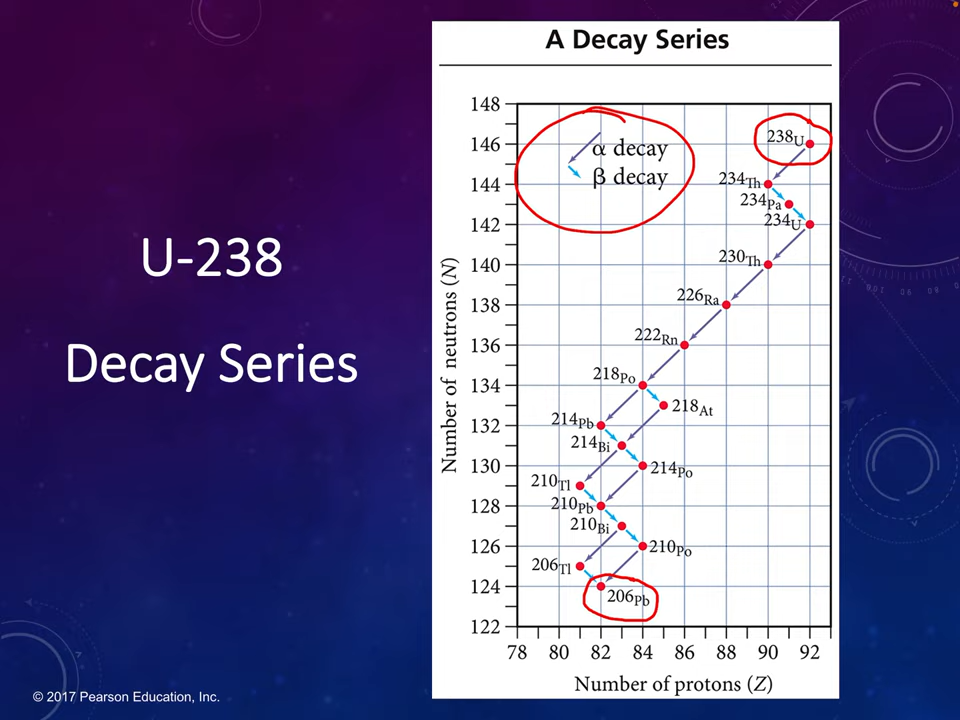 A Decay Series
U-238
Decay Series
α decay
β decay
Number of neutrons (N)
148
146
144
142
140
138
136
134
132
130
128
126
124
122
238U
234Th
234Pa
234U
230Th
226Ra
222Rn
218Po
218At
214Pb
214Bi
214Po
210Tl
210Pb
210Bi
210Po
206Tl
206Pb
78 80 82 84 86 88 90 92
Number of protons (Z)
© 2017 Pearson Education, Inc.